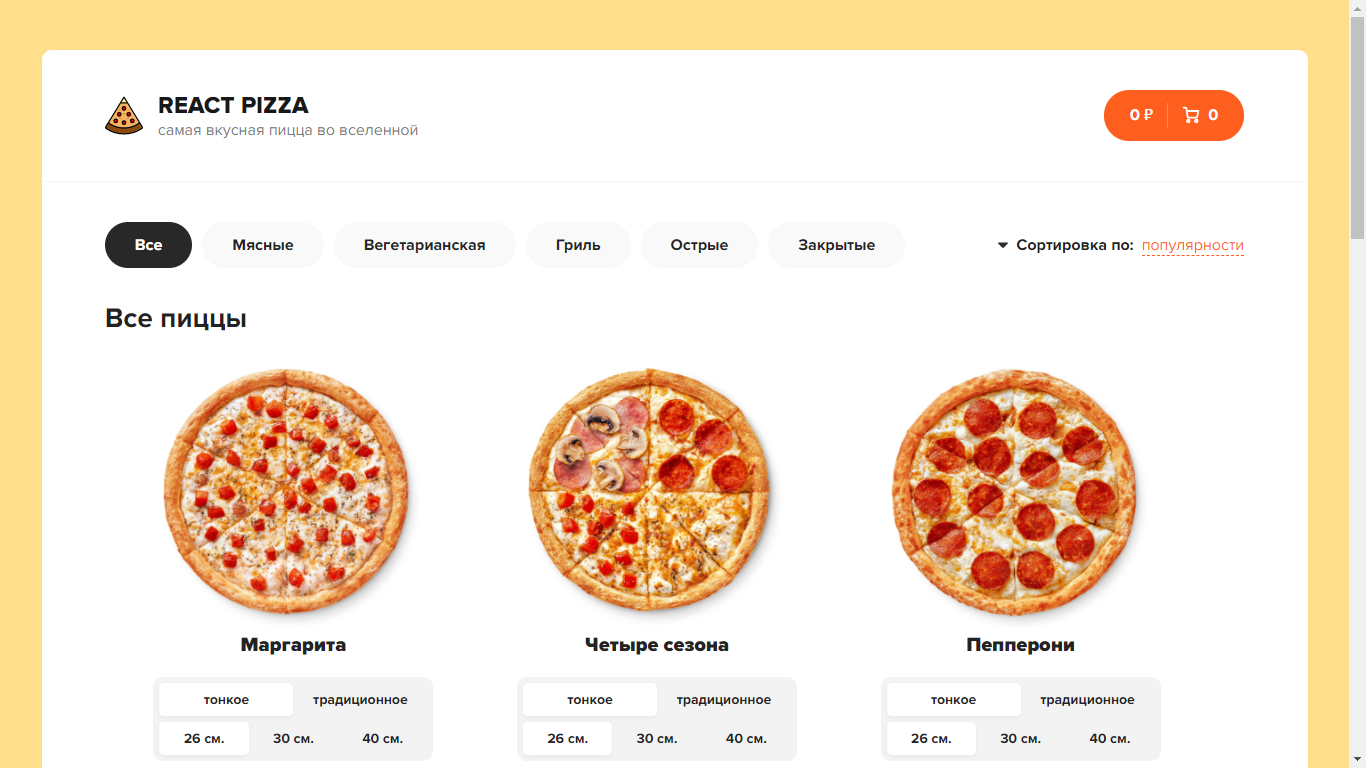 REACT PIZZA
самая вкусная пицца во вселенной
0 ₽ 0
Все Мясные Вегетарианская Гриль Острые Закрытые Сортировка по: популярности
Все пиццы
Маргарита Четыре сезона Пепперони
тонкое традиционное тонкое традиционное тонкое традиционное
26 см. 30 см. 40 см. 26 см. 30 см. 40 см. 26 см. 30 см. 40 см.